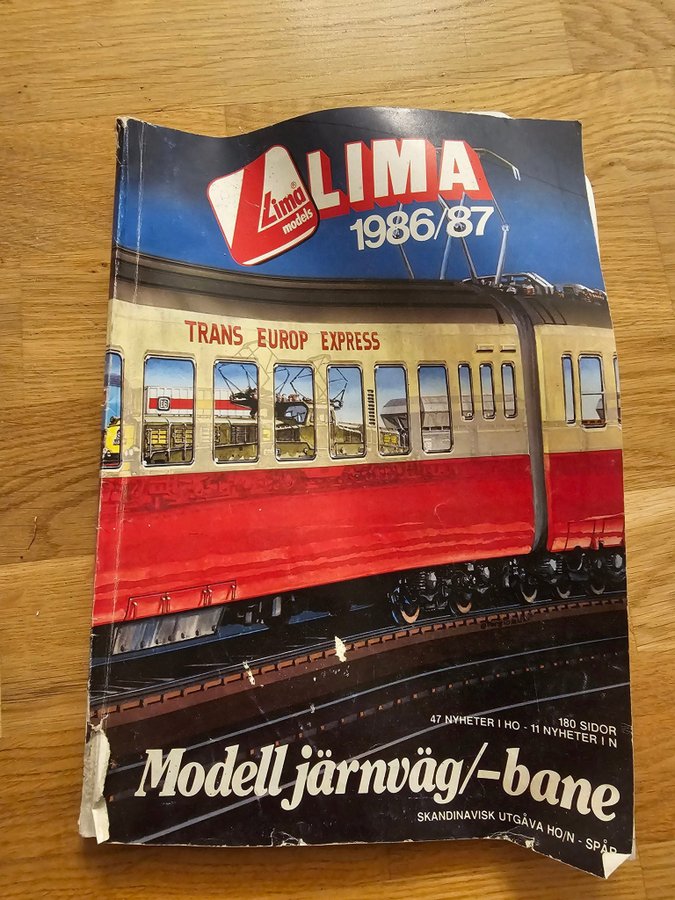 Lima®
models
LIMA
1986/87
TRANS EUROP EXPRESS
DB
180 SIDOR
47 NYHETER I HO - 11 NYHETER I N
Modell järnväg/-bane
SKANDINAVISK UTGÅVA HO/N - SPÅR